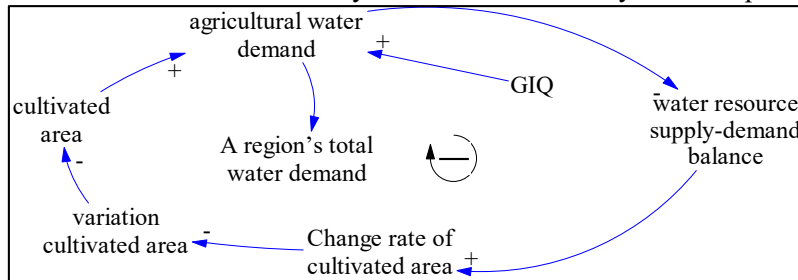 agricultural water
demand
+
+
GIQ
cultivated
area
-
water resource
supply-demand
balance
A region's total
water demand
-
variation
cultivated area
-
Change rate of
cultivated area
+